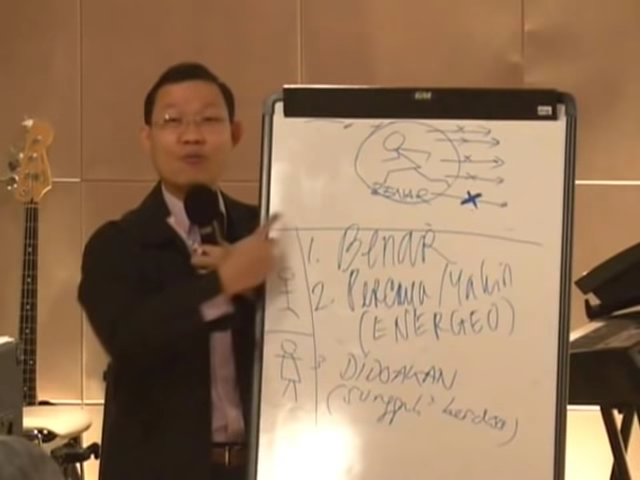 BENAR
1. Benar
2. Percaya/Yakin
(ENERGEO)
3 DIDOAKAN
(sungguh² berdoa)